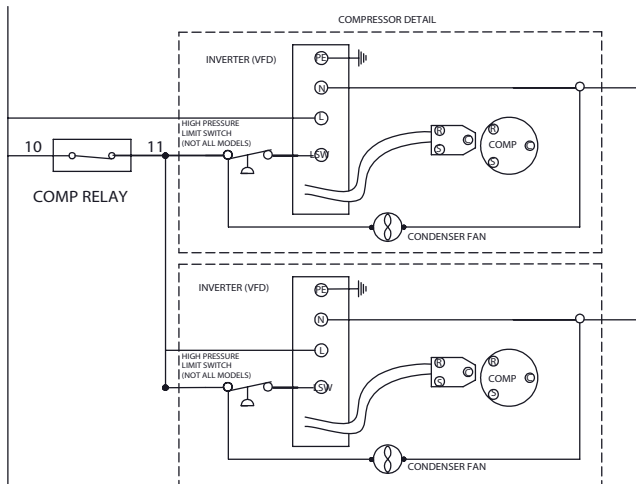 COMPRESSOR DETAIL
INVERTER (VFD)
PE
N
HIGH PRESSURE
LIMIT SWITCH
(NOT ALL MODELS)
L
10
11
LSW
R
S
C
R
S
COMP
C
COMP RELAY
CONDENSER FAN
INVERTER (VFD)
PE
N
HIGH PRESSURE
LIMIT SWITCH
(NOT ALL MODELS)
L
LSW
R
S
C
R
S
COMP
C
CONDENSER FAN